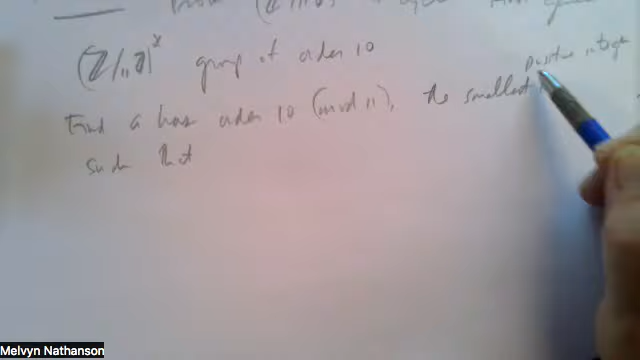 from
(Z/11Z)^x group of order 10
positive integer
Find a has order 10 (mod 11), the smallest
such that
Melvyn Nathanson